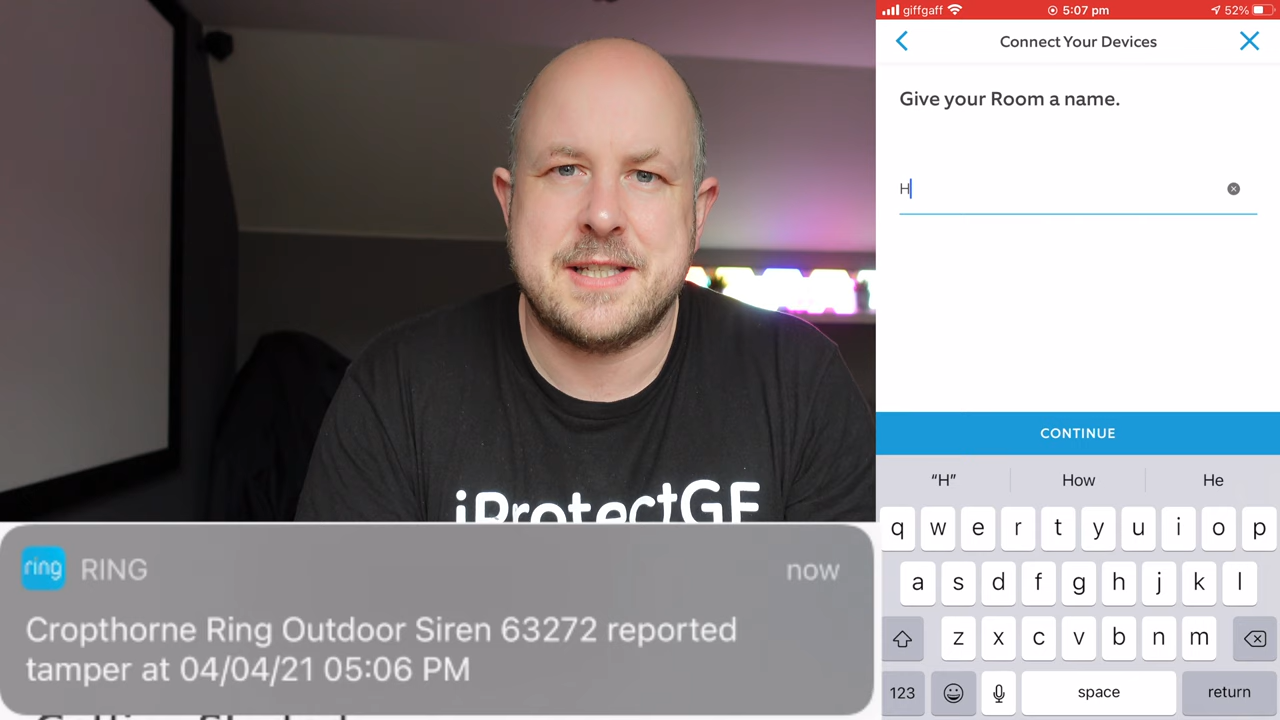 iProtectGE
ring RING now
Cropthorne Ring Outdoor Siren 63272 reported
tamper at 04/04/21 05:06 PM
giffgaff 5:07 pm 52%
Connect Your Devices
Give your Room a name.
H
CONTINUE
“H” How He
q w e r t y u i o p
a s d f g h j k l
z x c v b n m
123 space return